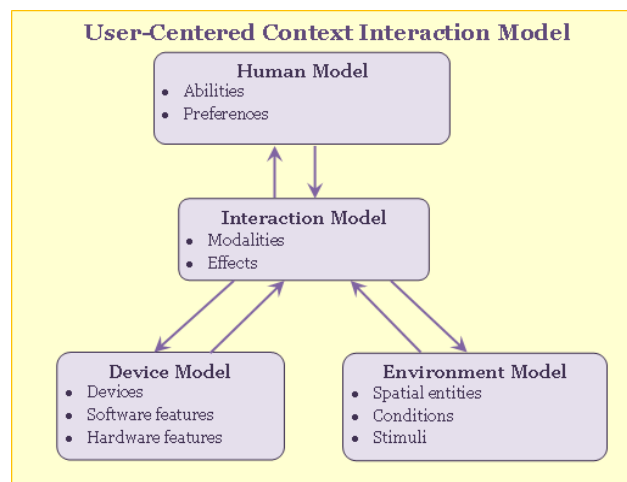 User-Centered Context Interaction Model
Human Model
• Abilities
• Preferences
Interaction Model
• Modalities
• Effects
Device Model
• Devices
• Software features
• Hardware features
Environment Model
• Spatial entities
• Conditions
• Stimuli